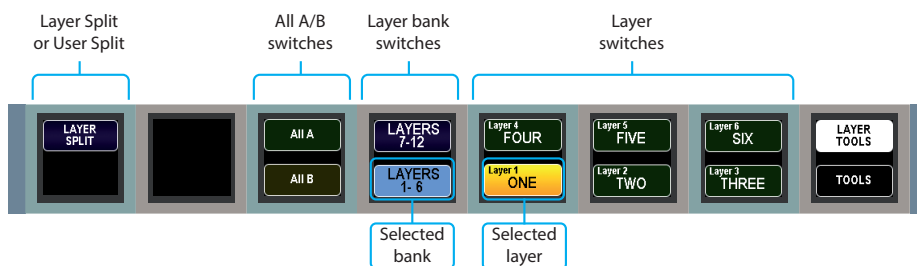 Layer Split
or User Split
All A/B
switches
Layer bank
switches
Layer
switches
LAYER
SPLIT
All A
All B
LAYERS
7-12
LAYERS
1- 6
Layer 4
FOUR
Layer 1
ONE
Layer 5
FIVE
Layer 2
TWO
Layer 6
SIX
Layer 3
THREE
LAYER
TOOLS
TOOLS
Selected
bank
Selected
layer